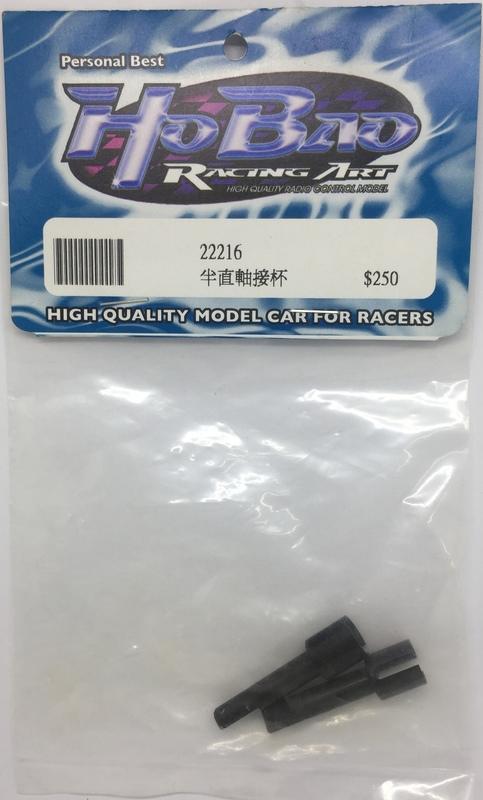 Personal Best
HoBao
Racing Art
HIGH QUALITY RADIO CONTROL MODEL
22216
半直軸接杯 $250
HIGH QUALITY MODEL CAR FOR RACERS